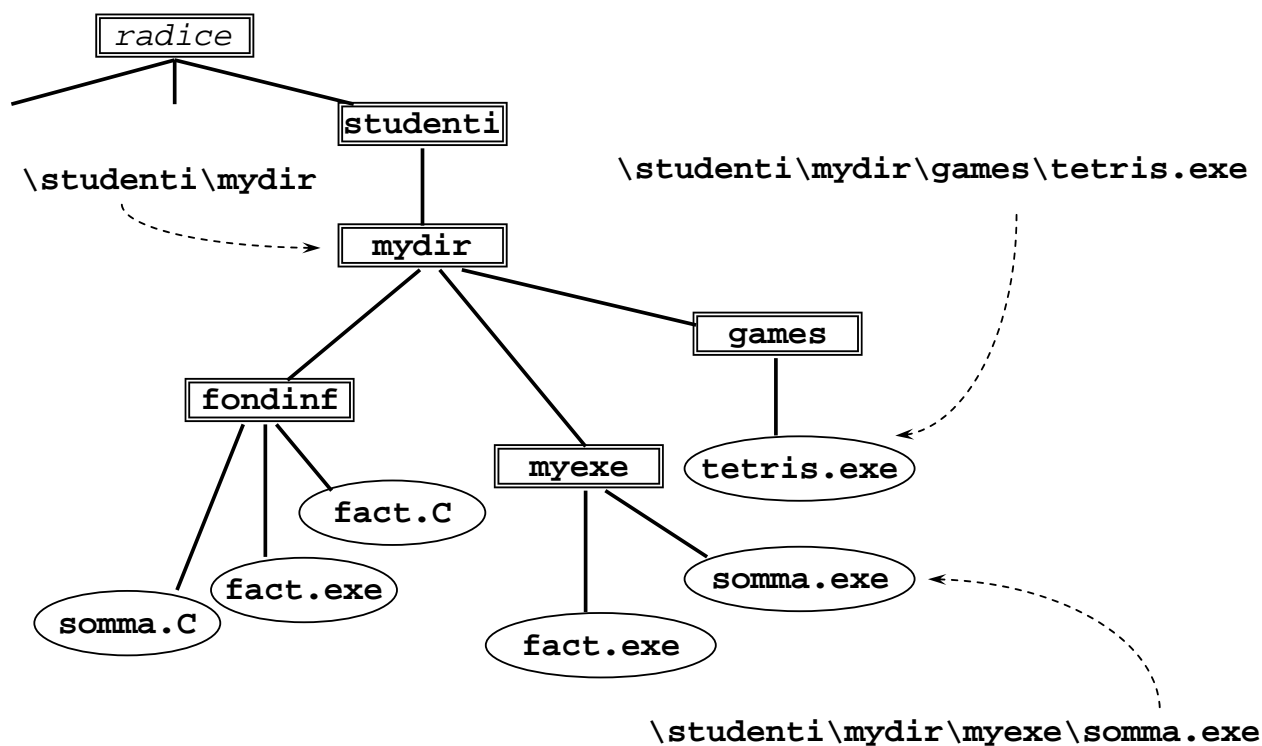 radice
studenti
\studenti\mydir
\studenti\mydir\games\tetris.exe
mydir
games
fondinf
myexe
tetris.exe
fact.C
fact.exe
somma.exe
somma.C
fact.exe
\studenti\mydir\myexe\somma.exe